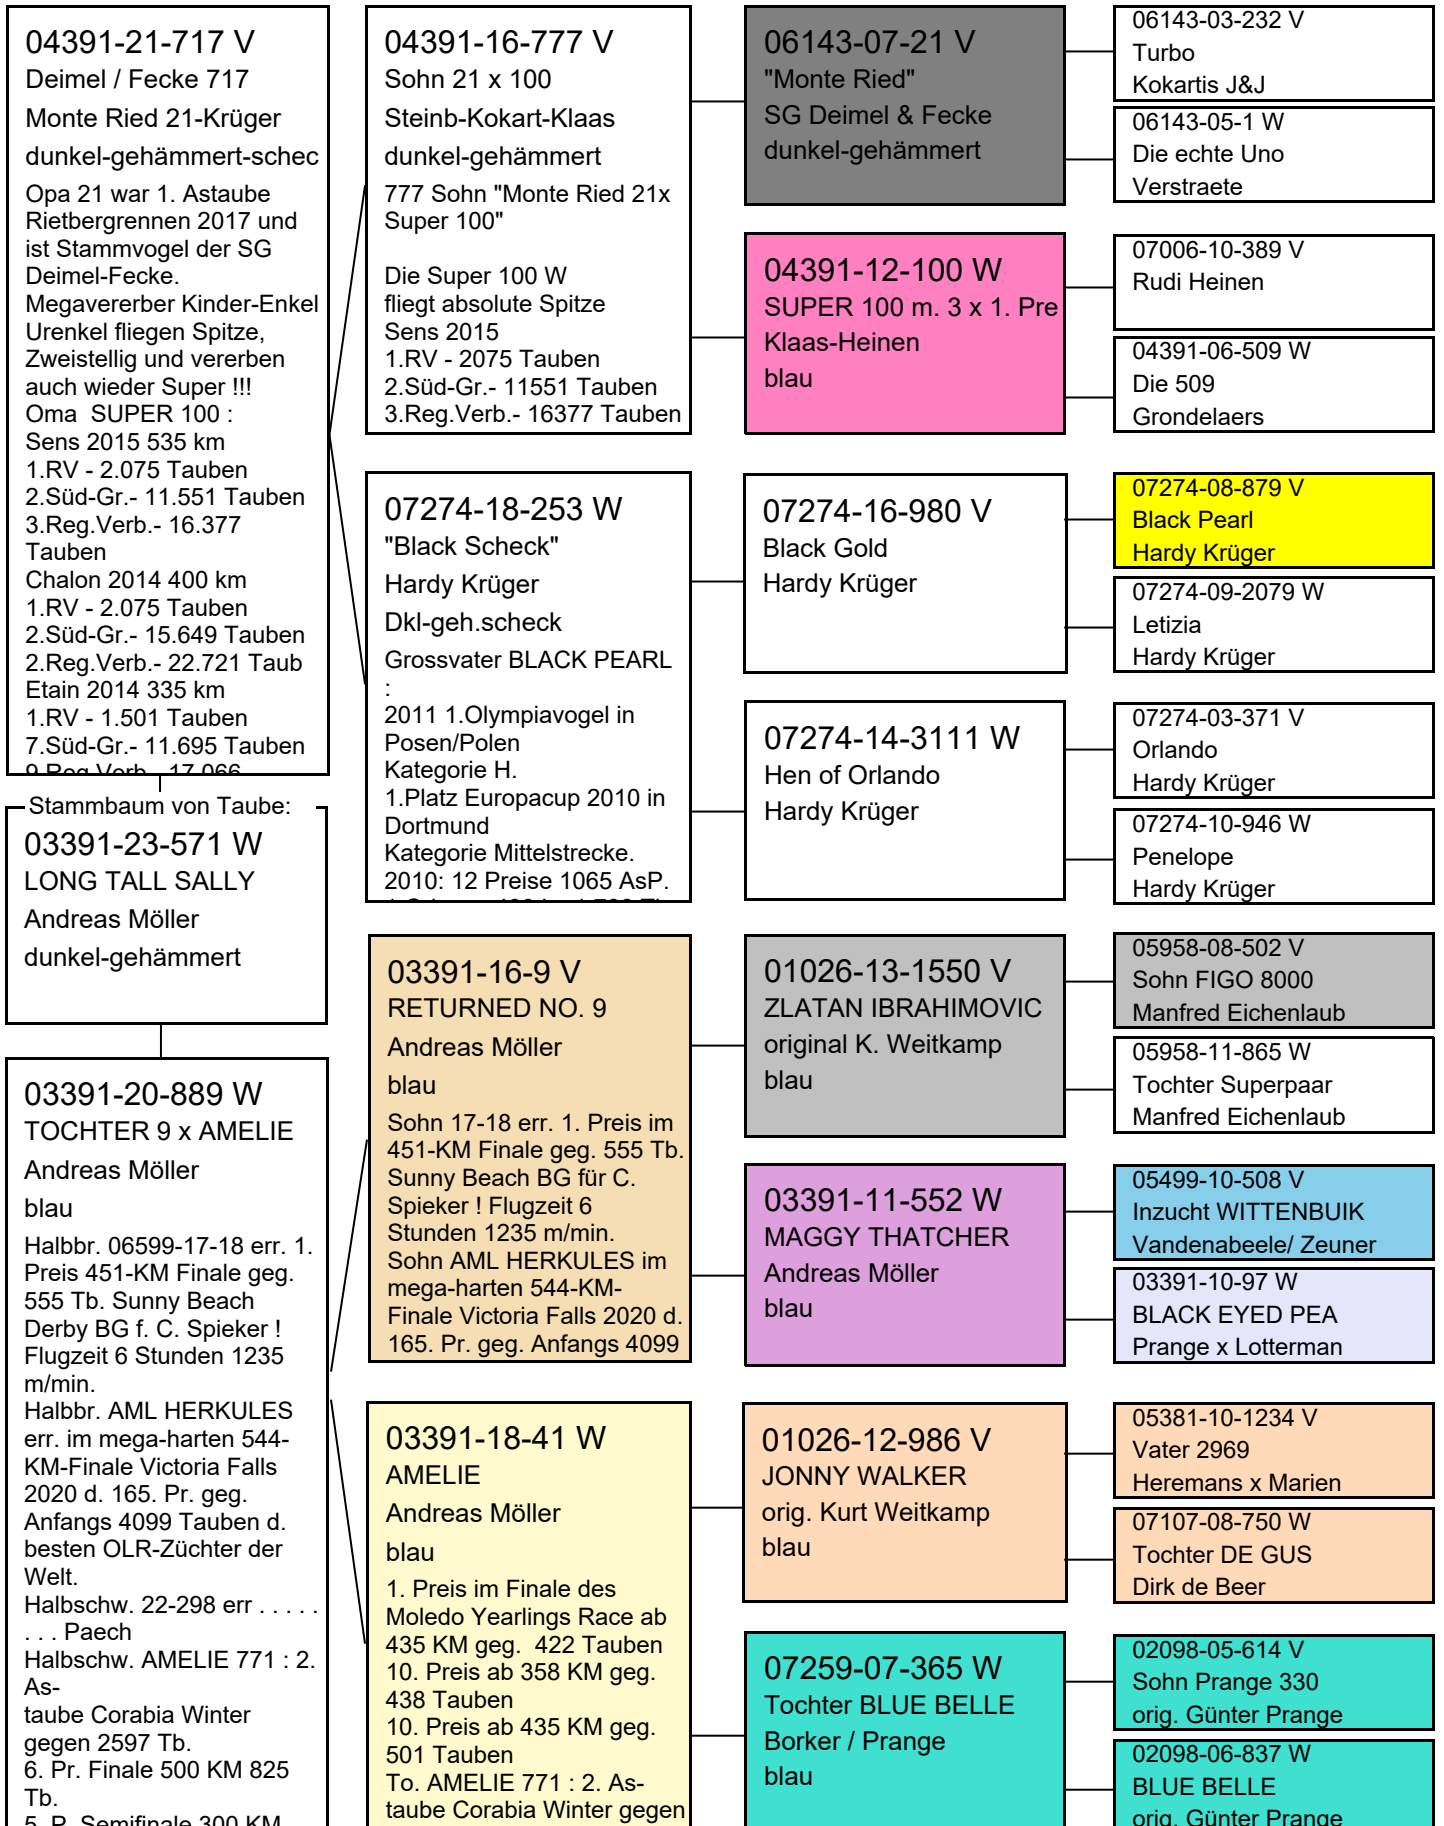 04391-21-717 V
Deimel / Fecke 717
Monte Ried 21-Krüger
dunkel-gehämmert-schec
Opa 21 war 1. Astaube
Rietbergrennen 2017 und
ist Stammvogel der SG
Deimel-Fecke.
Megavererber Kinder-Enkel
Urenkel fliegen Spitze,
Zweistellig und vererben
auch wieder Super !!!
Oma  SUPER 100 :
Sens 2015 535 km
1.RV - 2.075 Tauben
2.Süd-Gr.- 11.551 Tauben
3.Reg.Verb.- 16.377
Tauben
Chalon 2014 400 km
1.RV - 2.075 Tauben
2.Süd-Gr.- 15.649 Tauben
2.Reg.Verb.- 22.721 Taub
Etain 2014 335 km
1.RV - 1.501 Tauben
7.Süd-Gr.- 11.695 Tauben
9.Reg.Verb.- 17.066
Stammbaum von Taube:
03391-23-571 W
LONG TALL SALLY
Andreas Möller
dunkel-gehämmert
03391-20-889 W
TOCHTER 9 x AMELIE
Andreas Möller
blau
Halbbr. 06599-17-18 err. 1.
Preis 451-KM Finale geg.
555 Tb. Sunny Beach
Derby BG f. C. Spieker !
Flugzeit 6 Stunden 1235
m/min.
Halbbr. AML HERKULES
err. im mega-harten 544-
KM-Finale Victoria Falls
2020 d. 165. Pr. geg.
Anfangs 4099 Tauben d.
besten OLR-Züchter der
Welt.
Halbschw. 22-298 err . . . . .
. . . Paech
Halbschw. AMELIE 771 : 2.
As-
taube Corabia Winter
gegen 2597 Tb.
6. Pr. Finale 500 KM 825
Tb.
5. P. Semifinale 300 KM
04391-16-777 V
Sohn 21 x 100
Steinb-Kokart-Klaas
dunkel-gehämmert
777 Sohn "Monte Ried 21x
Super 100"
Die Super 100 W
fliegt absolute Spitze
Sens 2015
1.RV - 2075 Tauben
2.Süd-Gr.- 11551 Tauben
3.Reg.Verb.- 16377 Tauben
07274-18-253 W
"Black Scheck"
Hardy Krüger
Dkl-geh.scheck
Grossvater BLACK PEARL
:
2011 1.Olympiavogel in
Posen/Polen
Kategorie H.
1.Platz Europacup 2010 in
Dortmund
Kategorie Mittelstrecke.
2010: 12 Preise 1065 AsP.
03391-16-9 V
RETURNED NO. 9
Andreas Möller
blau
Sohn 17-18 err. 1. Preis im
451-KM Finale geg. 555 Tb.
Sunny Beach BG für C.
Spieker ! Flugzeit 6
Stunden 1235 m/min.
Sohn AML HERKULES im
mega-harten 544-KM-
Finale Victoria Falls 2020 d.
165. Pr. geg. Anfangs 4099
03391-18-41 W
AMELIE
Andreas Möller
blau
1. Preis im Finale des
Moledo Yearlings Race ab
435 KM geg.  422 Tauben
10. Preis ab 358 KM geg.
438 Tauben
10. Preis ab 435 KM geg.
501 Tauben
To. AMELIE 771 : 2. As-
taube Corabia Winter gegen
06143-07-21 V
"Monte Ried"
SG Deimel & Fecke
dunkel-gehämmert
04391-12-100 W
SUPER 100 m. 3 x 1. Pre
Klaas-Heinen
blau
07274-16-980 V
Black Gold
Hardy Krüger
07274-14-3111 W
Hen of Orlando
Hardy Krüger
01026-13-1550 V
ZLATAN IBRAHIMOVIC
original K. Weitkamp
blau
03391-11-552 W
MAGGY THATCHER
Andreas Möller
blau
01026-12-986 V
JONNY WALKER
orig. Kurt Weitkamp
blau
07259-07-365 W
Tochter BLUE BELLE
Borker / Prange
blau
06143-03-232 V
Turbo
Kokartis J&J
06143-05-1 W
Die echte Uno
Verstraete
07006-10-389 V
Rudi Heinen
04391-06-509 W
Die 509
Grondelaers
07274-08-879 V
Black Pearl
Hardy Krüger
07274-09-2079 W
Letizia
Hardy Krüger
07274-03-371 V
Orlando
Hardy Krüger
07274-10-946 W
Penelope
Hardy Krüger
05958-08-502 V
Sohn FIGO 8000
Manfred Eichenlaub
05958-11-865 W
Tochter Superpaar
Manfred Eichenlaub
05499-10-508 V
Inzucht WITTENBUIK
Vandenabeele/ Zeuner
03391-10-97 W
BLACK EYED PEA
Prange x Lotterman
05381-10-1234 V
Vater 2969
Heremans x Marien
07107-08-750 W
Tochter DE GUS
Dirk de Beer
02098-05-614 V
Sohn Prange 330
orig. Günter Prange
02098-06-837 W
BLUE BELLE
orig. Günter Prange